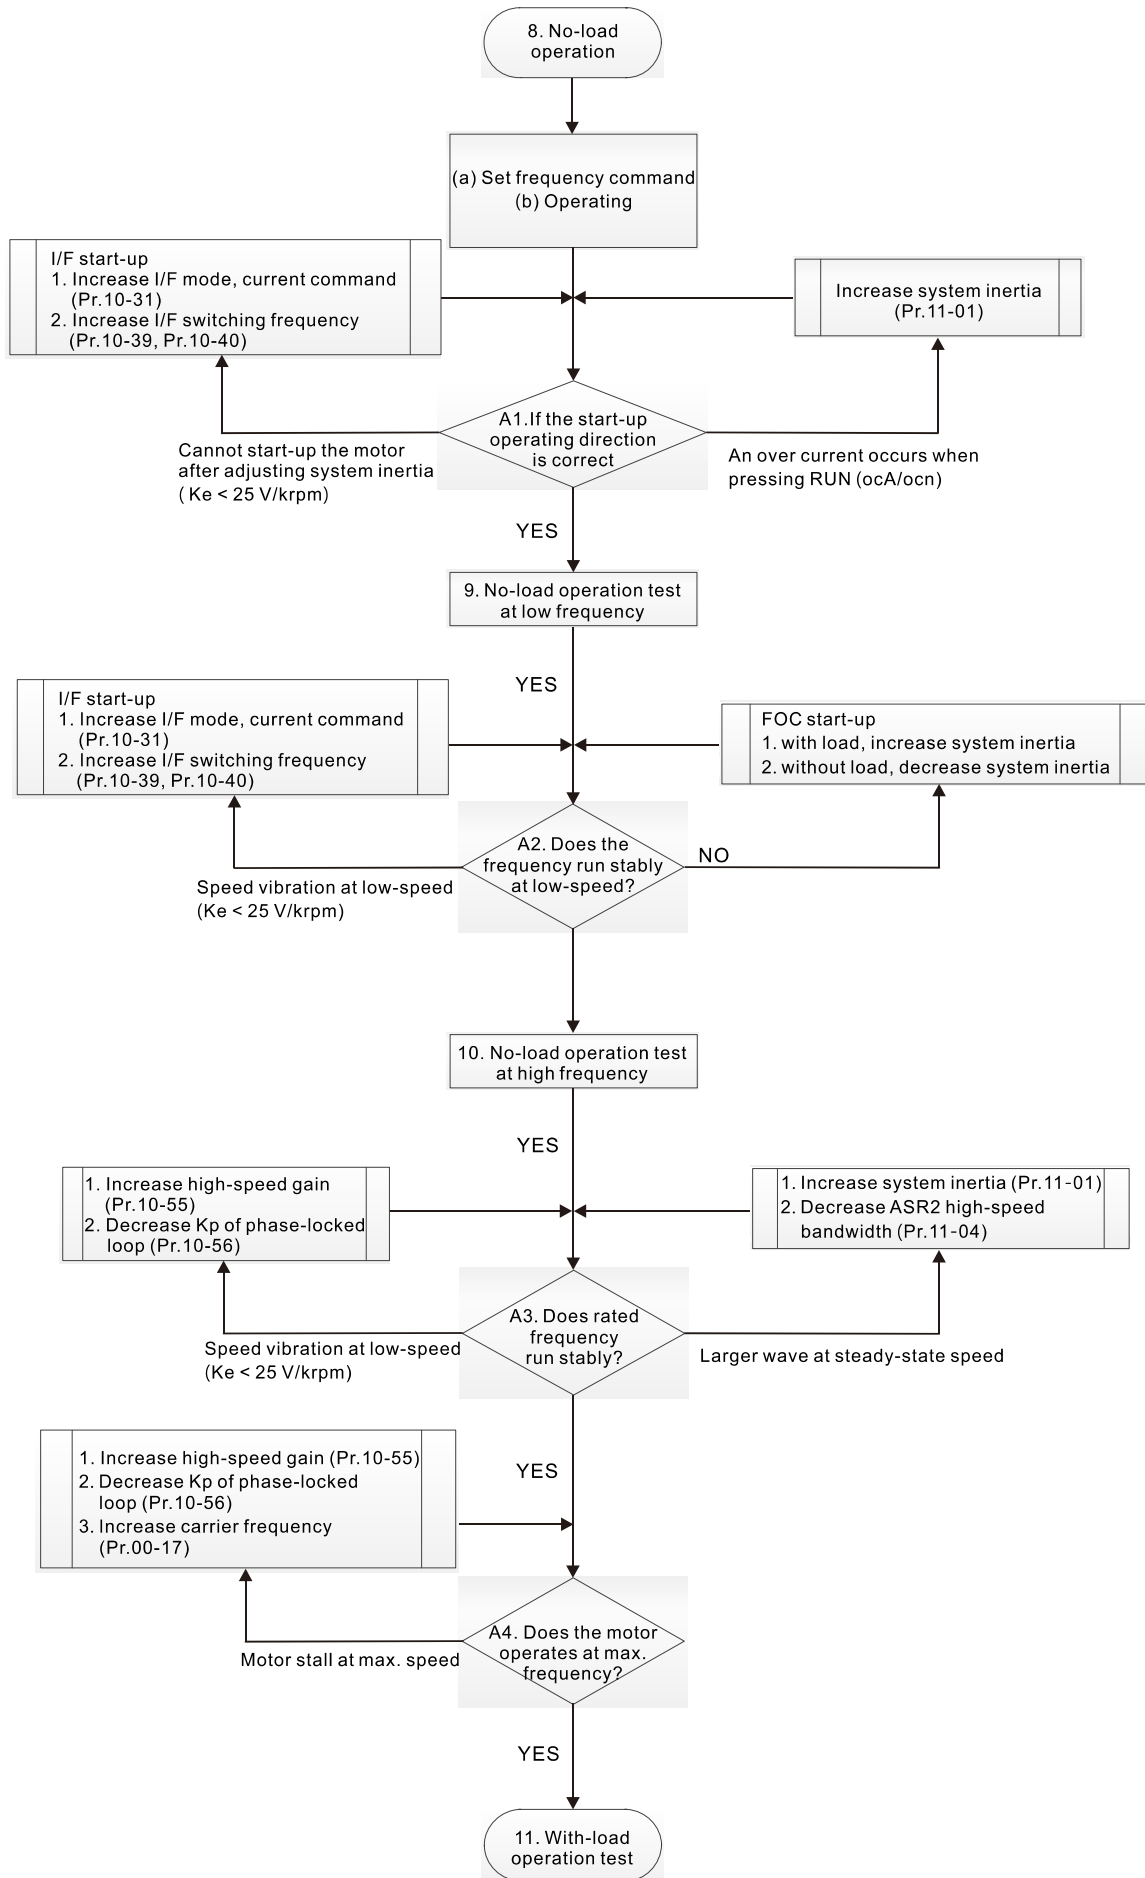 8. No-load
operation
(a) Set frequency command
(b) Operating
I/F start-up
1. Increase I/F mode, current command
(Pr.10-31)
2. Increase I/F switching frequency
(Pr.10-39, Pr.10-40)
Increase system inertia
(Pr.11-01)
A1.If the start-up
operating direction
is correct
Cannot start-up the motor
after adjusting system inertia
( Ke < 25 V/krpm)
An over current occurs when
pressing RUN (ocA/ocn)
YES
9. No-load operation test
at low frequency
YES
I/F start-up
1. Increase I/F mode, current command
(Pr.10-31)
2. Increase I/F switching frequency
(Pr.10-39, Pr.10-40)
FOC start-up
1. with load, increase system inertia
2. without load, decrease system inertia
A2. Does the
frequency run stably
at low-speed?
NO
Speed vibration at low-speed
(Ke < 25 V/krpm)
10. No-load operation test
at high frequency
YES
1. Increase high-speed gain
(Pr.10-55)
2. Decrease Kp of phase-locked
loop (Pr.10-56)
1. Increase system inertia (Pr.11-01)
2. Decrease ASR2 high-speed
bandwidth (Pr.11-04)
A3. Does rated
frequency
run stably?
Speed vibration at low-speed
(Ke < 25 V/krpm)
Larger wave at steady-state speed
1. Increase high-speed gain (Pr.10-55)
2. Decrease Kp of phase-locked
loop (Pr.10-56)
3. Increase carrier frequency
(Pr.00-17)
YES
A4. Does the motor
operates at max.
frequency?
Motor stall at max. speed
YES
11. With-load
operation test